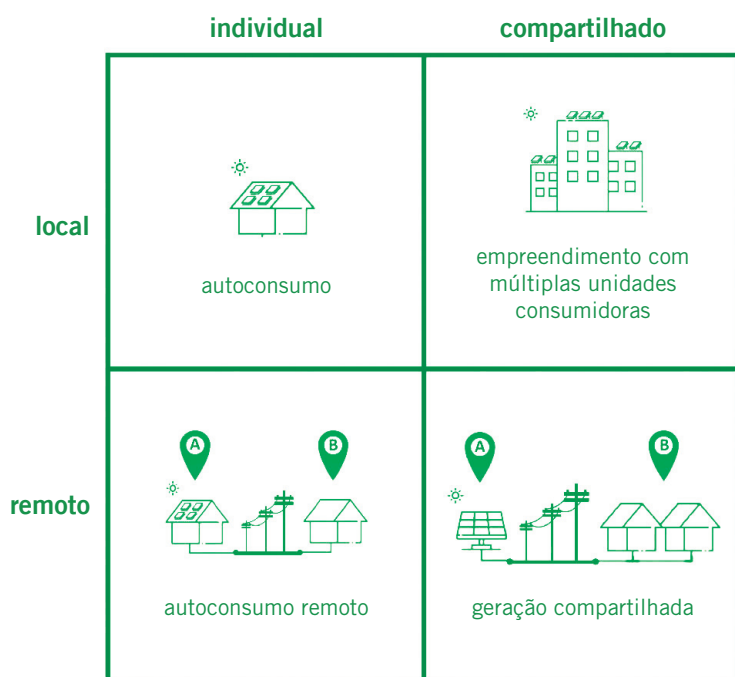 individual
compartilhado
local
autoconsumo
empreendimento com
múltiplas unidades
consumidoras
remoto
A
B
autoconsumo remoto
A
B
geração compartilhada